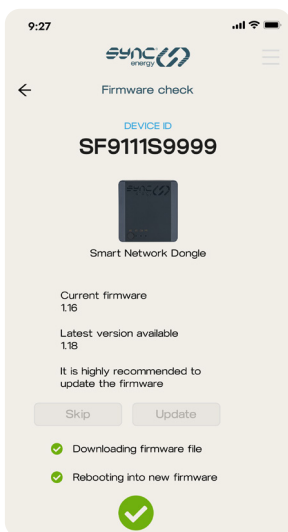 9:27
sync
energy
Firmware check
DEVICE ID
SF9111S9999
Smart Network Dongle
Current firmware
1.16
Latest version available
1.18
It is highly recommended to
update the firmware
Skip Update
Downloading firmware file
Rebooting into new firmware